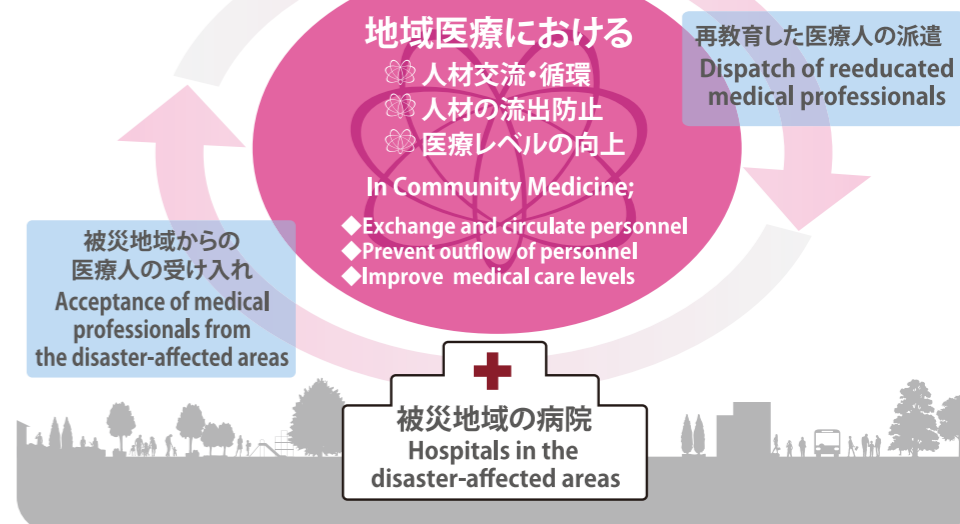 地域医療における
人材交流・循環
人材の流出防止
医療レベルの向上
In Community Medicine;
◆Exchange and circulate personnel
◆Prevent outflow of personnel
◆Improve medical care levels
再教育した医療人の派遣
Dispatch of reeducated
medical professionals
被災地域からの
医療人の受け入れ
Acceptance of medical
professionals from
the disaster-affected areas
被災地域の病院
Hospitals in the
disaster-affected areas